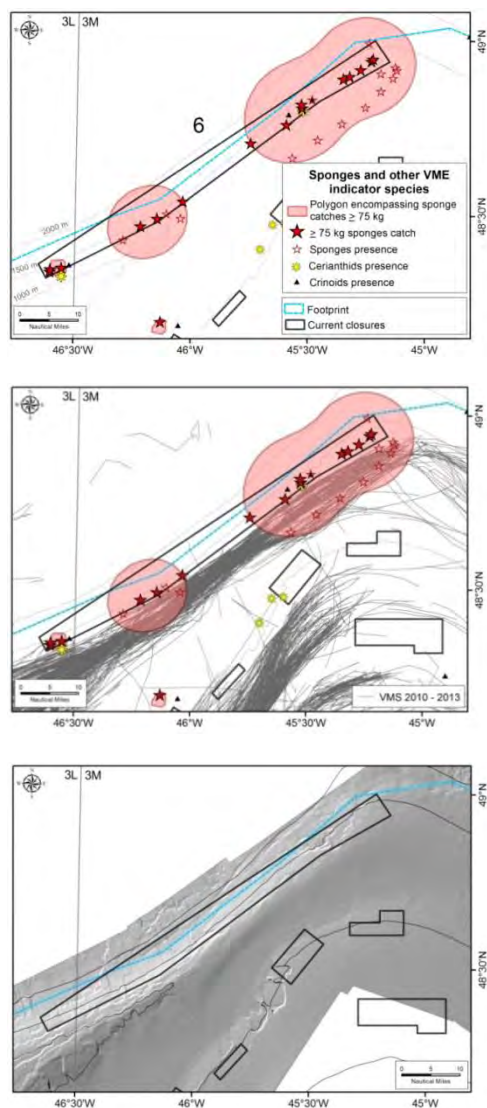 3L 3M
49°N
6
Sponges and other VME
indicator species
Polygon encompassing sponge
catches ≥ 75 kg
≥ 75 kg sponges catch
Sponges presence
Cerianthids presence
Crinoids presence
Footprint
Current closures
2000 m
1500 m
1000 m
48°30'N
0 5 10
Nautical Miles
46°30'W 46°W 45°30'W 45°W
3L 3M
49°N
48°30'N
0 5 10
Nautical Miles
VMS 2010 - 2013
46°30'W 46°W 45°30'W 45°W
3L 3M
49°N
48°30'N
0 5 10
Nautical Miles
46°30'W 46°W 45°30'W 45°W